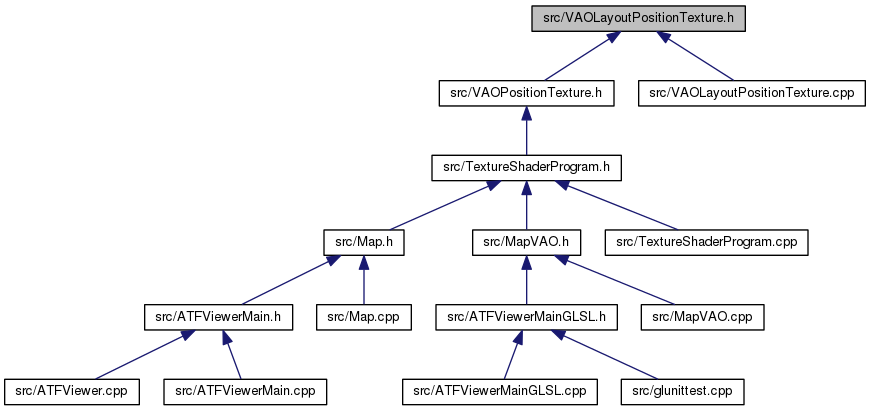 src/VAOLayoutPositionTexture.h
src/VAOPositionTexture.h
src/VAOLayoutPositionTexture.cpp
src/TextureShaderProgram.h
src/Map.h
src/MapVAO.h
src/TextureShaderProgram.cpp
src/ATFViewerMain.h
src/Map.cpp
src/ATFViewerMainGLSL.h
src/MapVAO.cpp
src/ATFViewer.cpp
src/ATFViewerMain.cpp
src/ATFViewerMainGLSL.cpp
src/glunittest.cpp